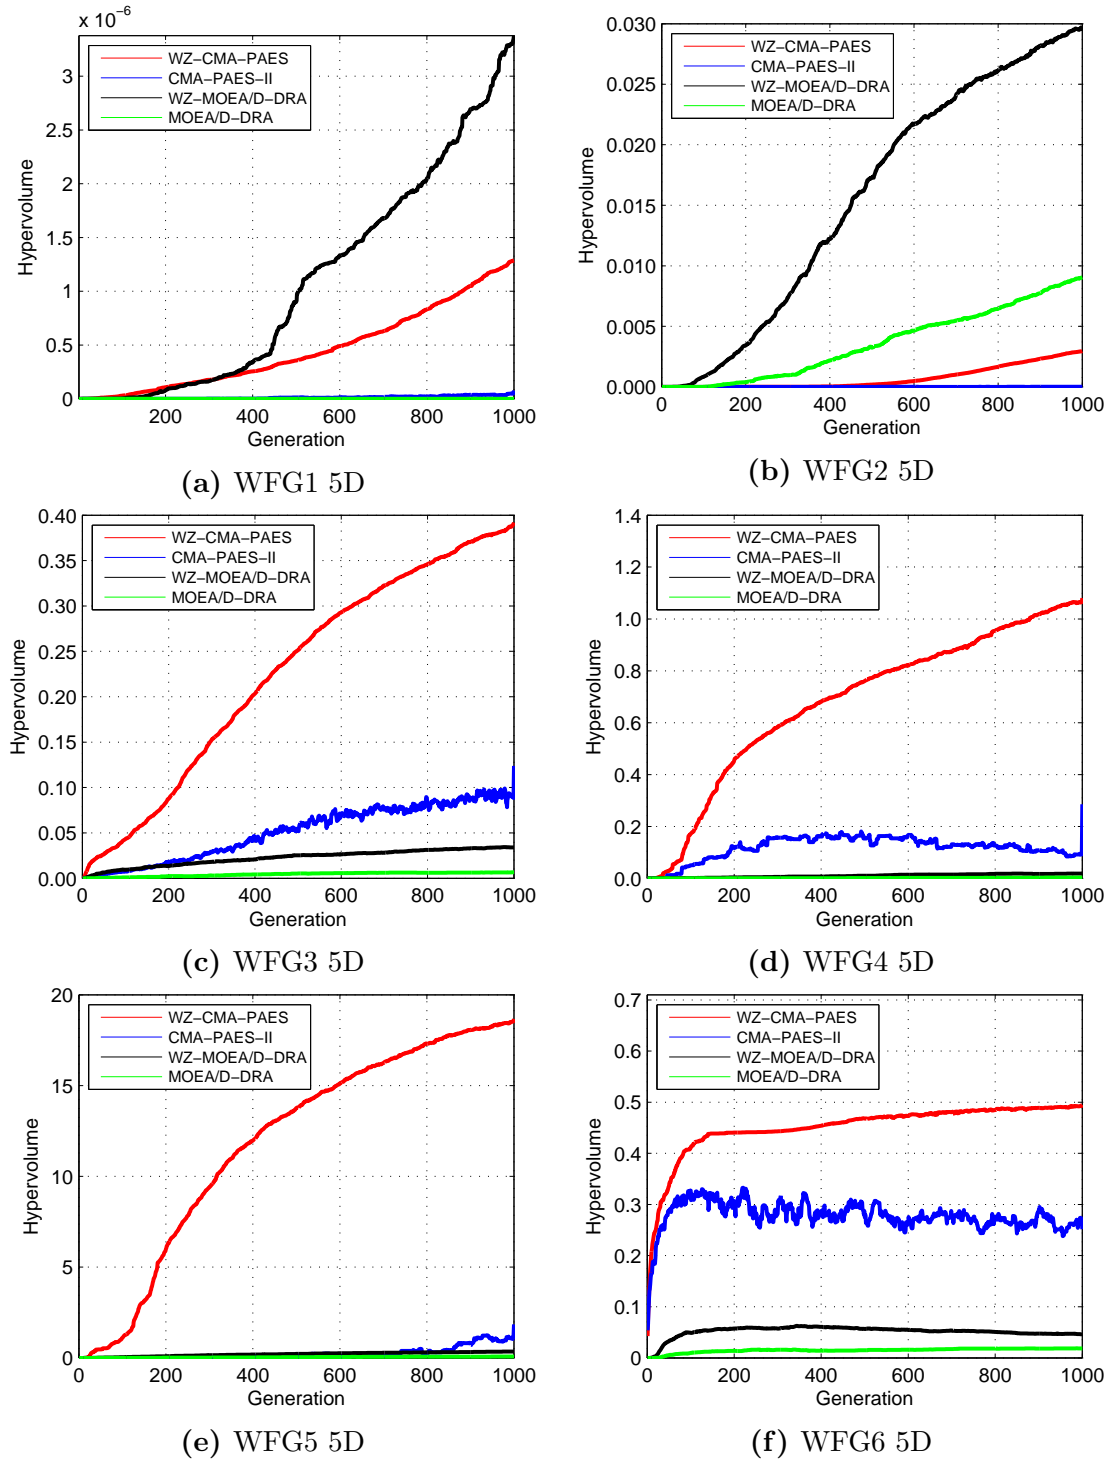 x 10⁻⁶
3
2.5
2
1.5
1
0.5
0
200 400 600 800 1000
Hypervolume
Generation
WZ–CMA–PAES
CMA–PAES–II
WZ–MOEA/D–DRA
MOEA/D–DRA
(a) WFG1 5D
0.030
0.025
0.020
0.015
0.010
0.005
0.000
0 200 400 600 800 1000
Hypervolume
Generation
WZ–CMA–PAES
CMA–PAES–II
WZ–MOEA/D–DRA
MOEA/D–DRA
(b) WFG2 5D
0.40
0.35
0.30
0.25
0.20
0.15
0.10
0.05
0.00
0 200 400 600 800 1000
Hypervolume
Generation
WZ–CMA–PAES
CMA–PAES–II
WZ–MOEA/D–DRA
MOEA/D–DRA
(c) WFG3 5D
1.4
1.2
1.0
0.8
0.6
0.4
0.2
0.0
0 200 400 600 800 1000
Hypervolume
Generation
WZ–CMA–PAES
CMA–PAES–II
WZ–MOEA/D–DRA
MOEA/D–DRA
(d) WFG4 5D
20
15
10
5
0
0 200 400 600 800 1000
Hypervolume
Generation
WZ–CMA–PAES
CMA–PAES–II
WZ–MOEA/D–DRA
MOEA/D–DRA
(e) WFG5 5D
0.7
0.6
0.5
0.4
0.3
0.2
0.1
0
0 200 400 600 800 1000
Hypervolume
Generation
WZ–CMA–PAES
CMA–PAES–II
WZ–MOEA/D–DRA
MOEA/D–DRA
(f) WFG6 5D